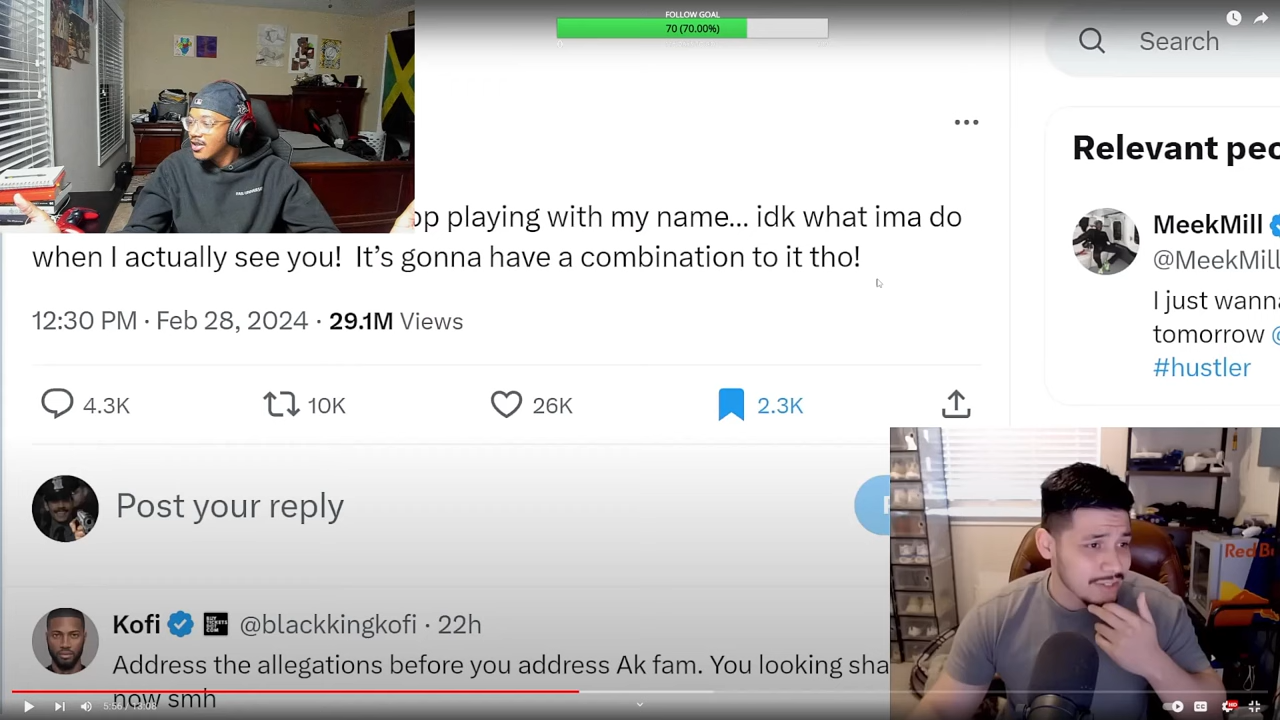 FOLLOW GOAL
70 (70.00%)
Search
Relevant peo
op playing with my name... idk what ima do
when I actually see you! It’s gonna have a combination to it tho!
12:30 PM · Feb 28, 2024 · 29.1M Views
4.3K
10K
26K
2.3K
MeekMill
@MeekMill
I just wanna
tomorrow @
#hustler
Post your reply
Kofi @blackkingkofi · 22h
Address the allegations before you address Ak fam. You looking sha
now smh
Red B